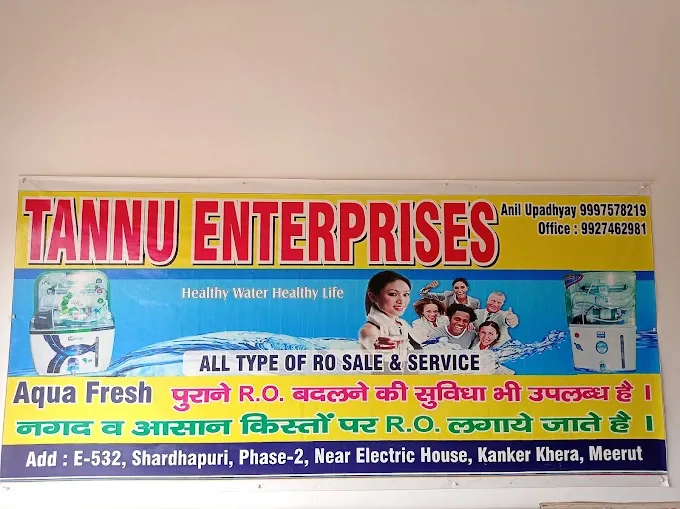 TANNU ENTERPRISES
Anil Upadhyay 9997578219
Office : 9927462981
Healthy Water Healthy Life
ALL TYPE OF RO SALE & SERVICE
Aqua Fresh पुराने R.O. बदलने की सुविधा भी उपलब्ध है ।
नगद व आसान किस्तों पर R.O. लगाये जाते है ।
Add : E-532, Shardhapuri, Phase-2, Near Electric House, Kanker Khera, Meerut